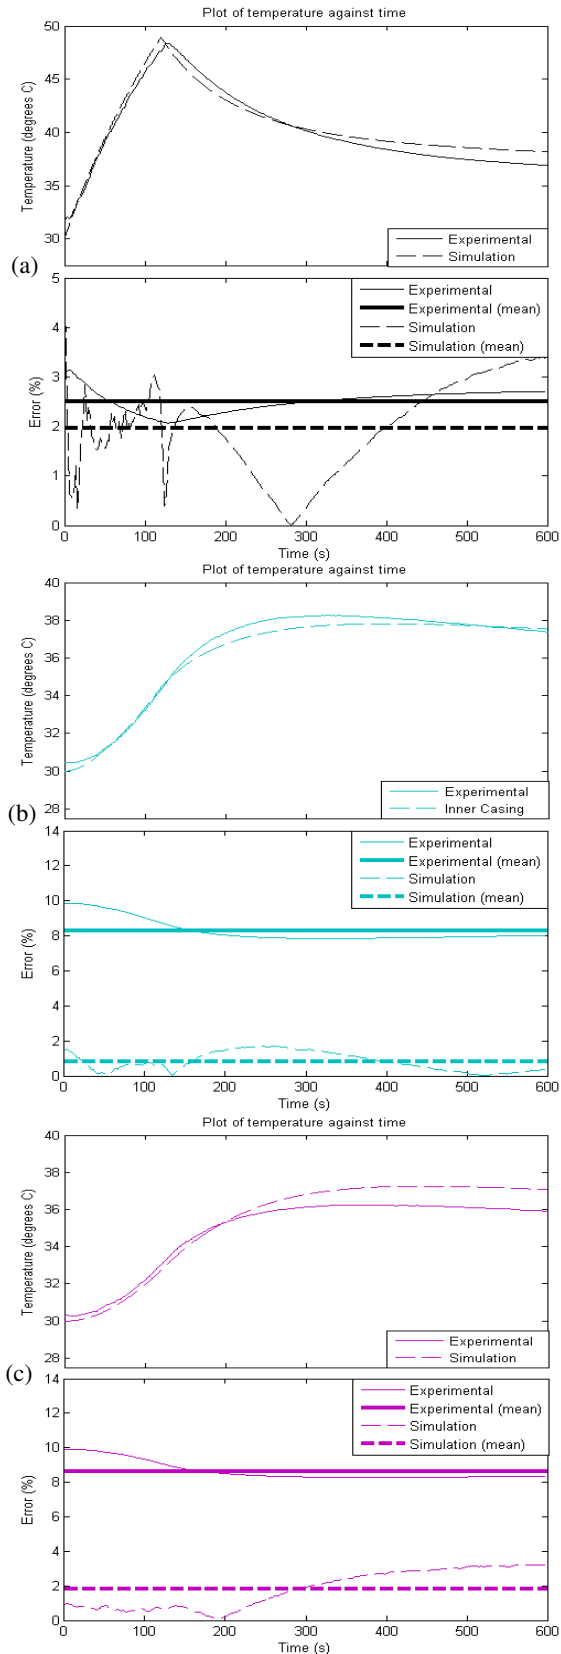 Plot of temperature against time
50
45
40
35
30
Temperature (degrees C)
Experimental
Simulation
(a)
5
4
3
2
1
0
Error (%)
Experimental
Experimental (mean)
Simulation
Simulation (mean)
0 100 200 300 400 500 600
Time (s)
Plot of temperature against time
40
38
36
34
32
30
28
Temperature (degrees C)
Experimental
Inner Casing
(b)
14
12
10
8
6
4
2
0
Error (%)
Experimental
Experimental (mean)
Simulation
Simulation (mean)
0 100 200 300 400 500 600
Time (s)
Plot of temperature against time
40
38
36
34
32
30
28
Temperature (degrees C)
Experimental
Simulation
(c)
14
12
10
8
6
4
2
0
Error (%)
Experimental
Experimental (mean)
Simulation
Simulation (mean)
0 100 200 300 400 500 600
Time (s)